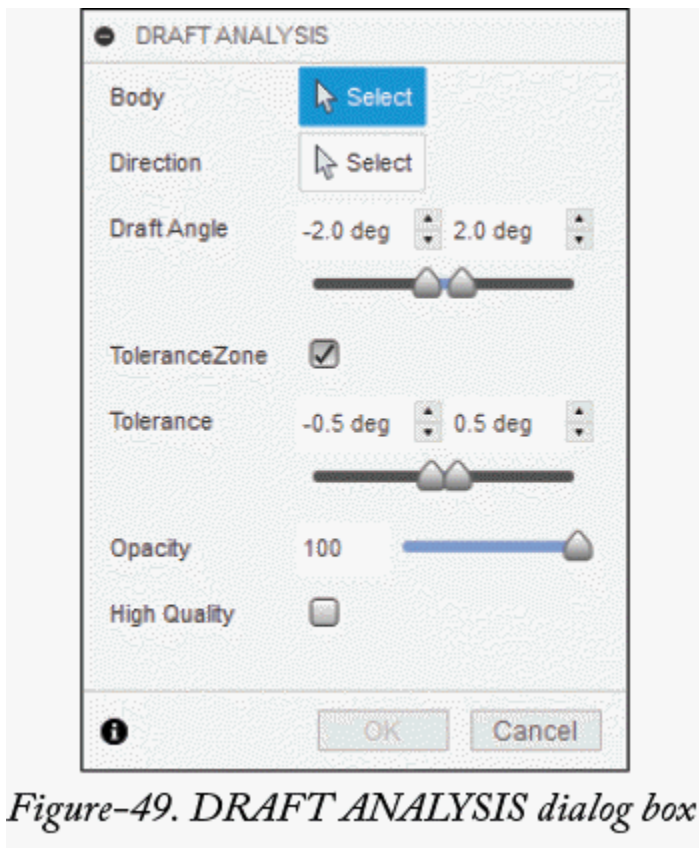 DRAFT ANALYSIS
Body Select
Direction Select
Draft Angle -2.0 deg 2.0 deg
ToleranceZone
Tolerance -0.5 deg 0.5 deg
Opacity 100
High Quality
OK Cancel
Figure-49. DRAFT ANALYSIS dialog box